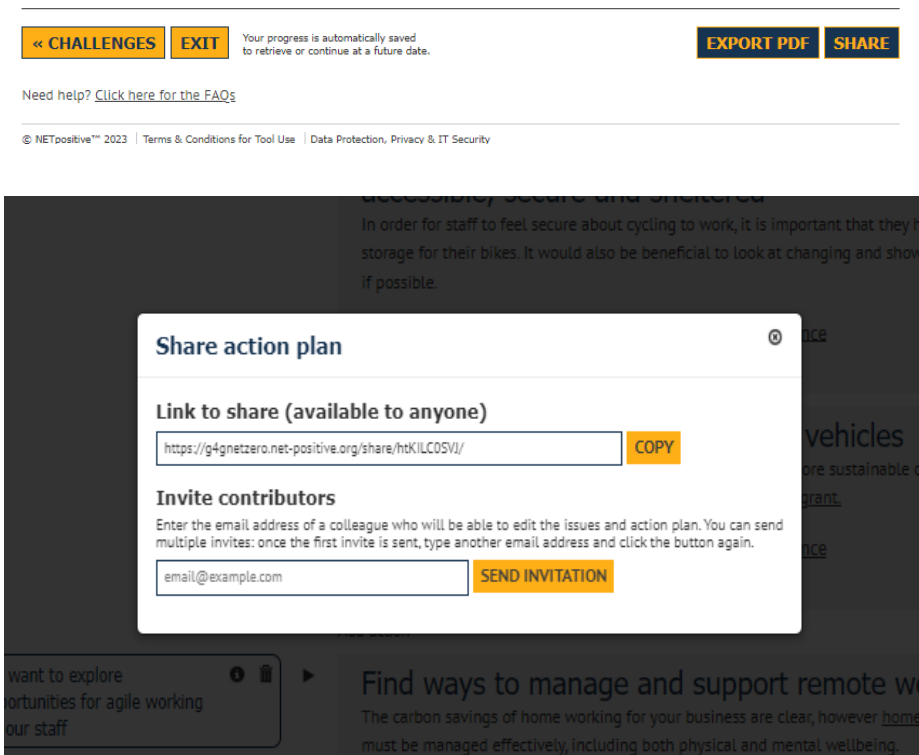 « CHALLENGES EXIT Your progress is automatically saved
to retrieve or continue at a future date.
EXPORT PDF SHARE
Need help? Click here for the FAQs
© NETpositive™ 2023 | Terms & Conditions for Tool Use | Data Protection, Privacy & IT Security
accessible, secure and sheltered
In order for staff to feel secure about cycling to work, it is important that they
storage for their bikes. It would also be beneficial to look at changing and
if possible.
Share action plan
Link to share (available to anyone)
https://g4gnetzero.net-positive.org/share/htKILC0SVJ/
COPY
vehicles
sustainable
grant.
Invite contributors
Enter the email address of a colleague who will be able to edit the issues and action plan. You can send
multiple invites: once the first invite is sent, type another email address and click the button again.
email@example.com
SEND INVITATION
want to explore
opportunities for agile working
our staff
Find ways to manage and support remote
The carbon savings of home working for your business are clear, however home
must be managed effectively, including both physical and mental wellbeing.